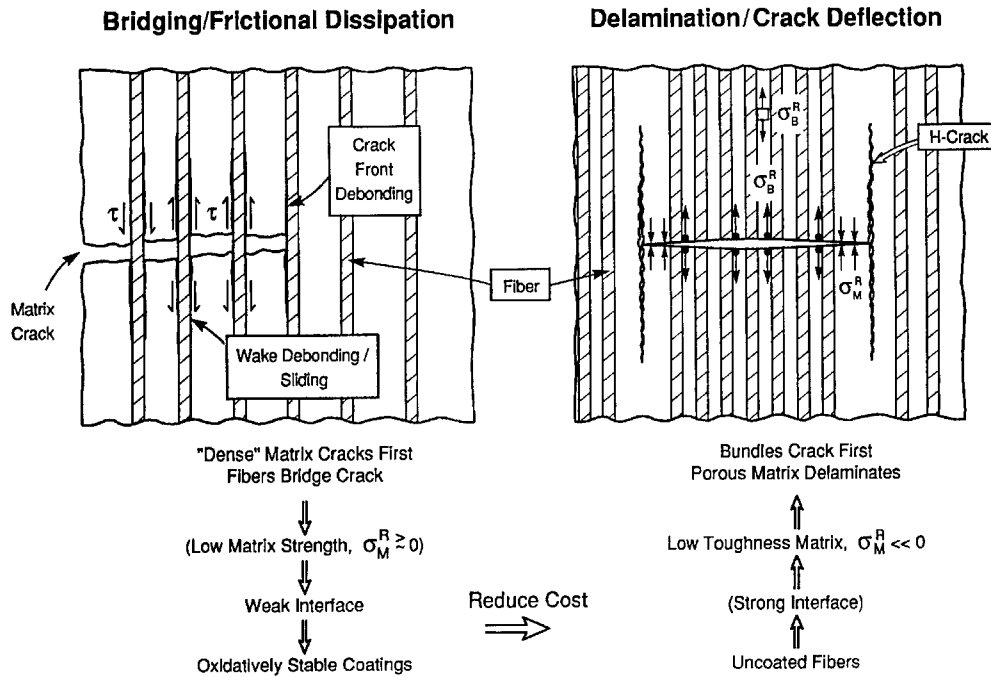 Bridging/Frictional Dissipation
τ
τ
Crack
Front
Debonding
Matrix
Crack
Wake Debonding /
Sliding
Fiber
"Dense" Matrix Cracks First
Fibers Bridge Crack
(Low Matrix Strength, σ_M^R ≳ 0)
Weak Interface
Oxidatively Stable Coatings
Reduce Cost
Delamination/Crack Deflection
σ_B^R
σ_B^R
H-Crack
σ_M^R
Bundles Crack First
Porous Matrix Delaminates
Low Toughness Matrix, σ_M^R << 0
(Strong Interface)
Uncoated Fibers